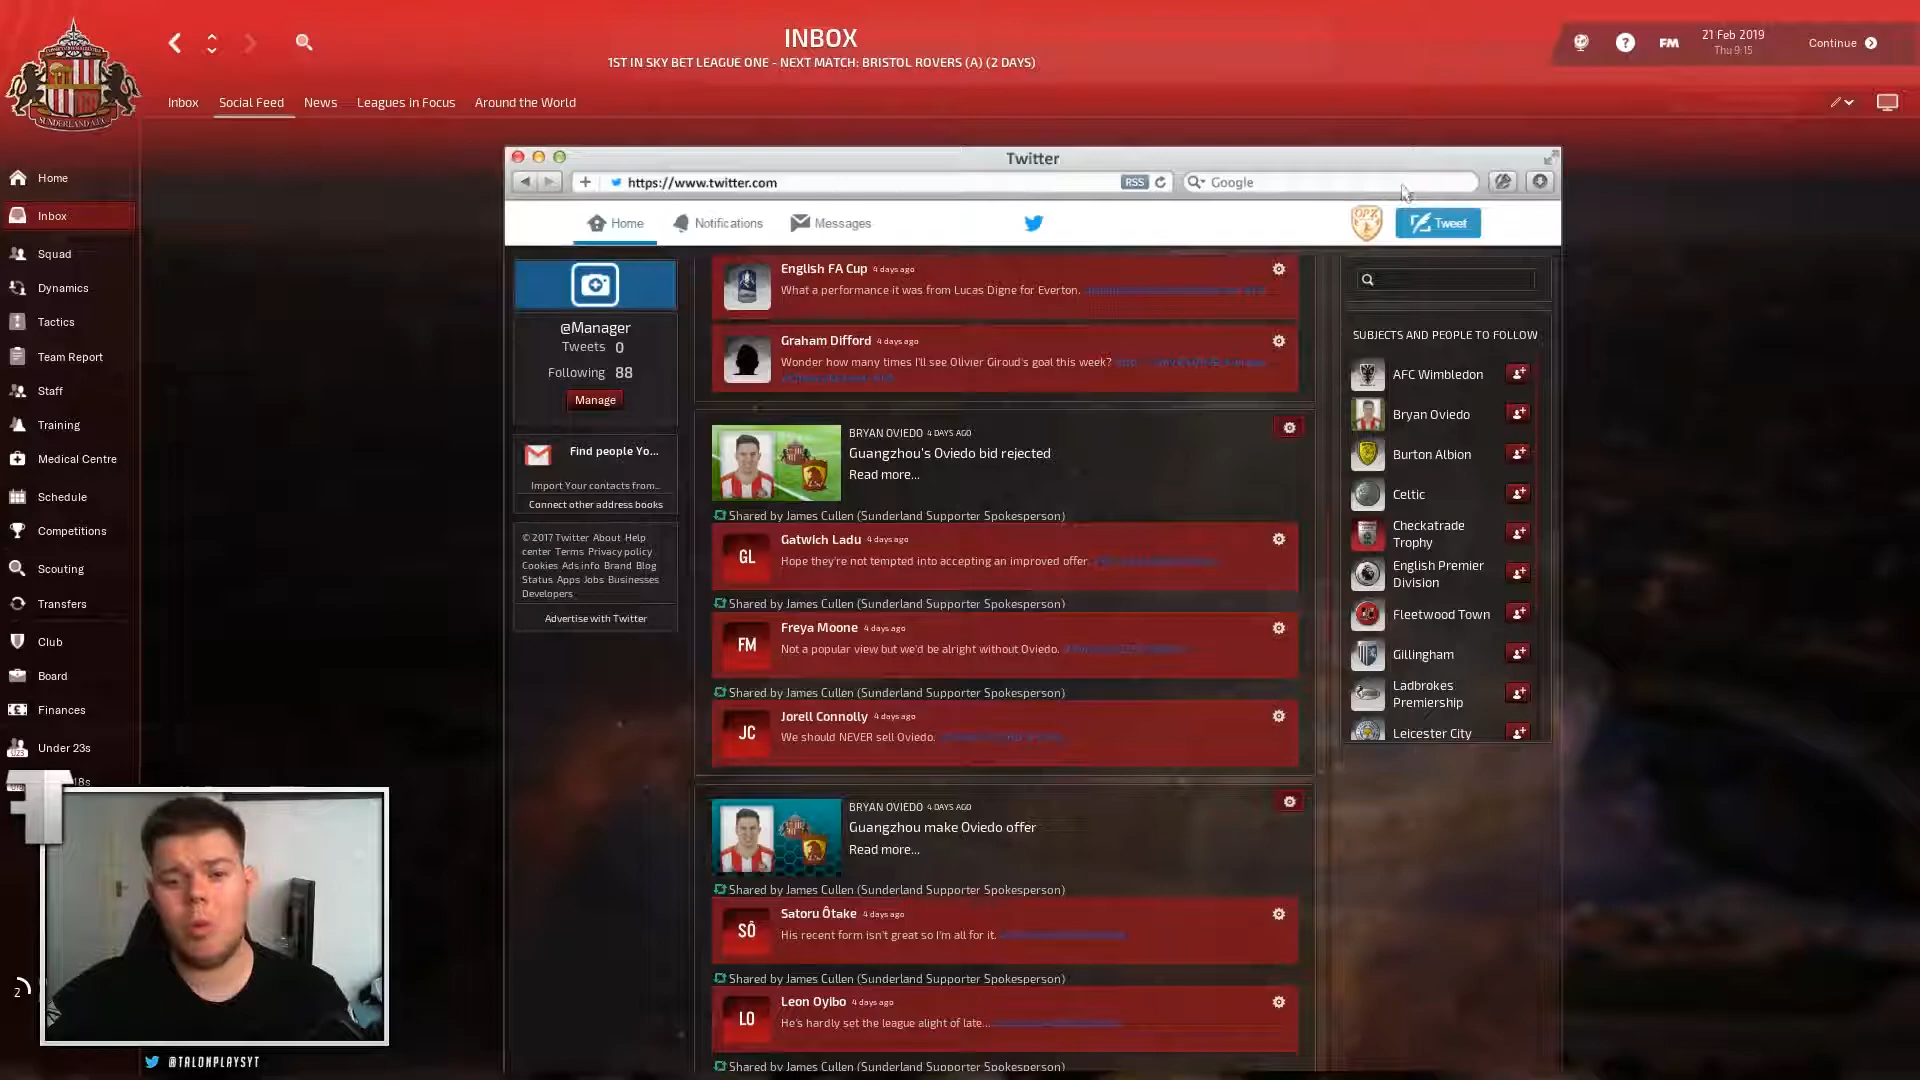 INBOX
1ST IN SKY BET LEAGUE ONE - NEXT MATCH: BRISTOL ROVERS (A) (2 DAYS)
FM
21 Feb 2019
Thu 9:15
Continue
SUNDERLAND A.F.C.
Inbox
Social Feed
News
Leagues in Focus
Around the World
Home
Inbox
Squad
Dynamics
Tactics
Team Report
Staff
Training
Medical Centre
Schedule
Competitions
Scouting
Transfers
Club
Board
Finances
Under 23s
18s
Twitter
https://www.twitter.com
RSS
Google
Home
Notifications
Messages
Tweet
@Manager
Tweets 0
Following 88
Manage
Find people Yo...
Import Your contacts from...
Connect other address books
© 2017 Twitter About Help
center Terms Privacy policy
Cookies Ads info Brand Blog
Status Apps Jobs Businesses
Developers
Advertise with Twitter
English FA Cup 4 days ago
What a performance it was from Lucas Digne for Everton.
Graham Difford 4 days ago
Wonder how many times I'll see Olivier Giroud's goal this week?
BRYAN OVIEDO 4 DAYS AGO
Guangzhou's Oviedo bid rejected
Read more...
Shared by James Cullen (Sunderland Supporter Spokesperson)
GL
Gatwich Ladu 4 days ago
Hope they're not tempted into accepting an improved offer.
Shared by James Cullen (Sunderland Supporter Spokesperson)
FM
Freya Moone 4 days ago
Not a popular view but we'd be alright without Oviedo.
Shared by James Cullen (Sunderland Supporter Spokesperson)
JC
Jorell Connolly 4 days ago
We should NEVER sell Oviedo.
BRYAN OVIEDO 4 DAYS AGO
Guangzhou make Oviedo offer
Read more...
Shared by James Cullen (Sunderland Supporter Spokesperson)
SÔ
Satoru Ôtake 4 days ago
His recent form isn't great so I'm all for it.
Shared by James Cullen (Sunderland Supporter Spokesperson)
LO
Leon Oyibo 4 days ago
He's hardly set the league alight of late...
Shared by James Cullen (Sunderland Supporter Spokesperson)
SUBJECTS AND PEOPLE TO FOLLOW
AFC Wimbledon
Bryan Oviedo
Burton Albion
Celtic
Checkatrade
Trophy
English Premier
Division
Fleetwood Town
Gillingham
Ladbrokes
Premiership
Leicester City
2
@TALONPLAYSYT